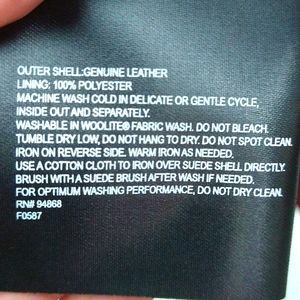 OUTER SHELL:GENUINE LEATHER
LINING: 100% POLYESTER
MACHINE WASH COLD IN DELICATE OR GENTLE CYCLE,
INSIDE OUT AND SEPARATELY.
WASHABLE IN WOOLITE® FABRIC WASH. DO NOT BLEACH.
TUMBLE DRY LOW, DO NOT HANG TO DRY. DO NOT SPOT CLEAN.
IRON ON REVERSE SIDE. WARM IRON AS NEEDED.
USE A COTTON CLOTH TO IRON OVER SUEDE SHELL DIRECTLY.
BRUSH WITH A SUEDE BRUSH AFTER WASH IF NEEDED.
FOR OPTIMUM WASHING PERFORMANCE, DO NOT DRY CLEAN.
RN# 94868
F0587